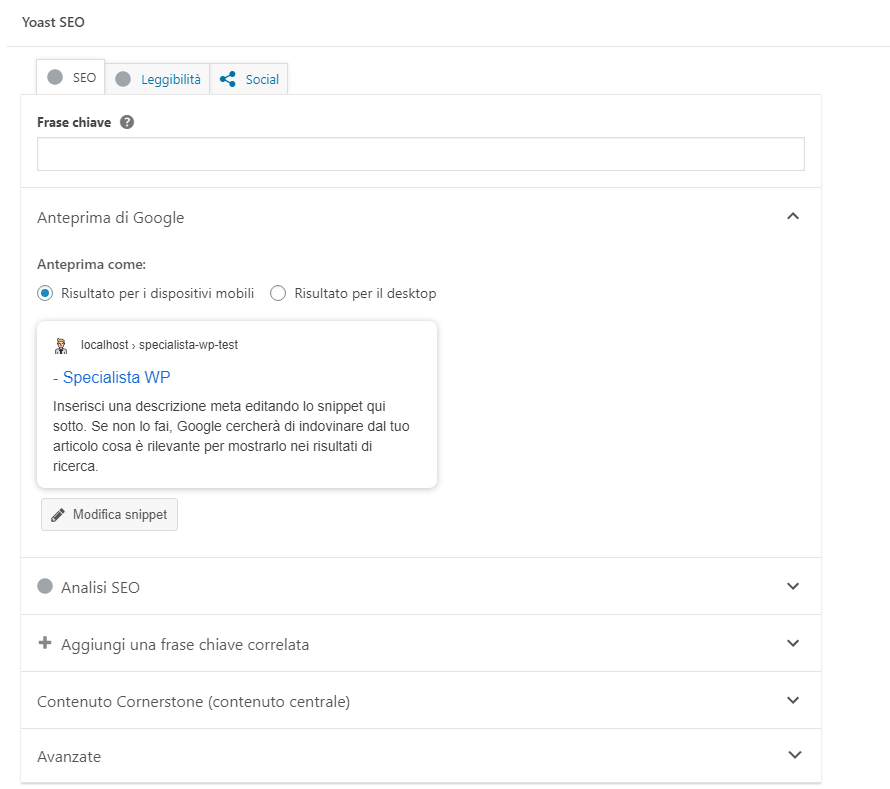 Yoast SEO
SEO
Leggibilità
Social
Frase chiave ?
Anteprima di Google
Anteprima come:
Risultato per i dispositivi mobili
Risultato per il desktop
localhost › specialista-wp-test
- Specialista WP
Inserisci una descrizione meta editando lo snippet qui
sotto. Se non lo fai, Google cercherà di indovinare dal tuo
articolo cosa è rilevante per mostrarlo nei risultati di
ricerca.
Modifica snippet
Analisi SEO
Aggiungi una frase chiave correlata
Contenuto Cornerstone (contenuto centrale)
Avanzate